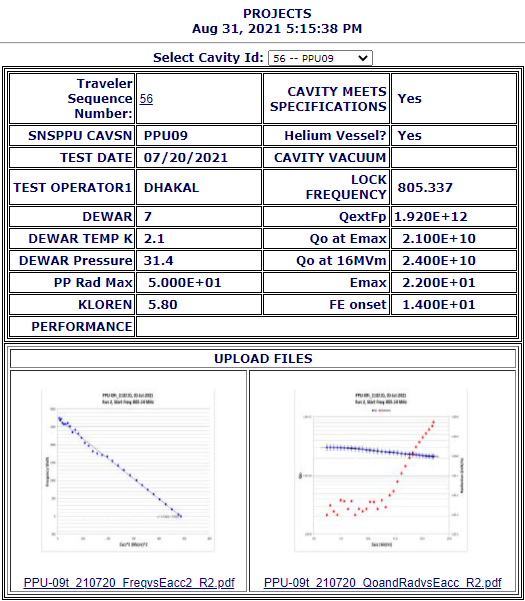 PROJECTS
Aug 31, 2021 5:15:38 PM
Select Cavity Id: 56 -- PPU09
Traveler Sequence Number: 56 CAVITY MEETS SPECIFICATIONS Yes
SNSPPU CAVSN PPU09 Helium Vessel? Yes
TEST DATE 07/20/2021 CAVITY VACUUM
TEST OPERATOR1 DHAKAL LOCK FREQUENCY 805.337
DEWAR 7 QextFp 1.920E+12
DEWAR TEMP K 2.1 Qo at Emax 2.100E+10
DEWAR Pressure 31.4 Qo at 16MVm 2.400E+10
PP Rad Max 5.000E+01 Emax 2.200E+01
KLOREN 5.80 FE onset 1.400E+01
PERFORMANCE
UPLOAD FILES
PPU-09t_210720_FreqvsEacc2_R2.pdf
PPU-09t_210720_QoandRadvsEacc_R2.pdf